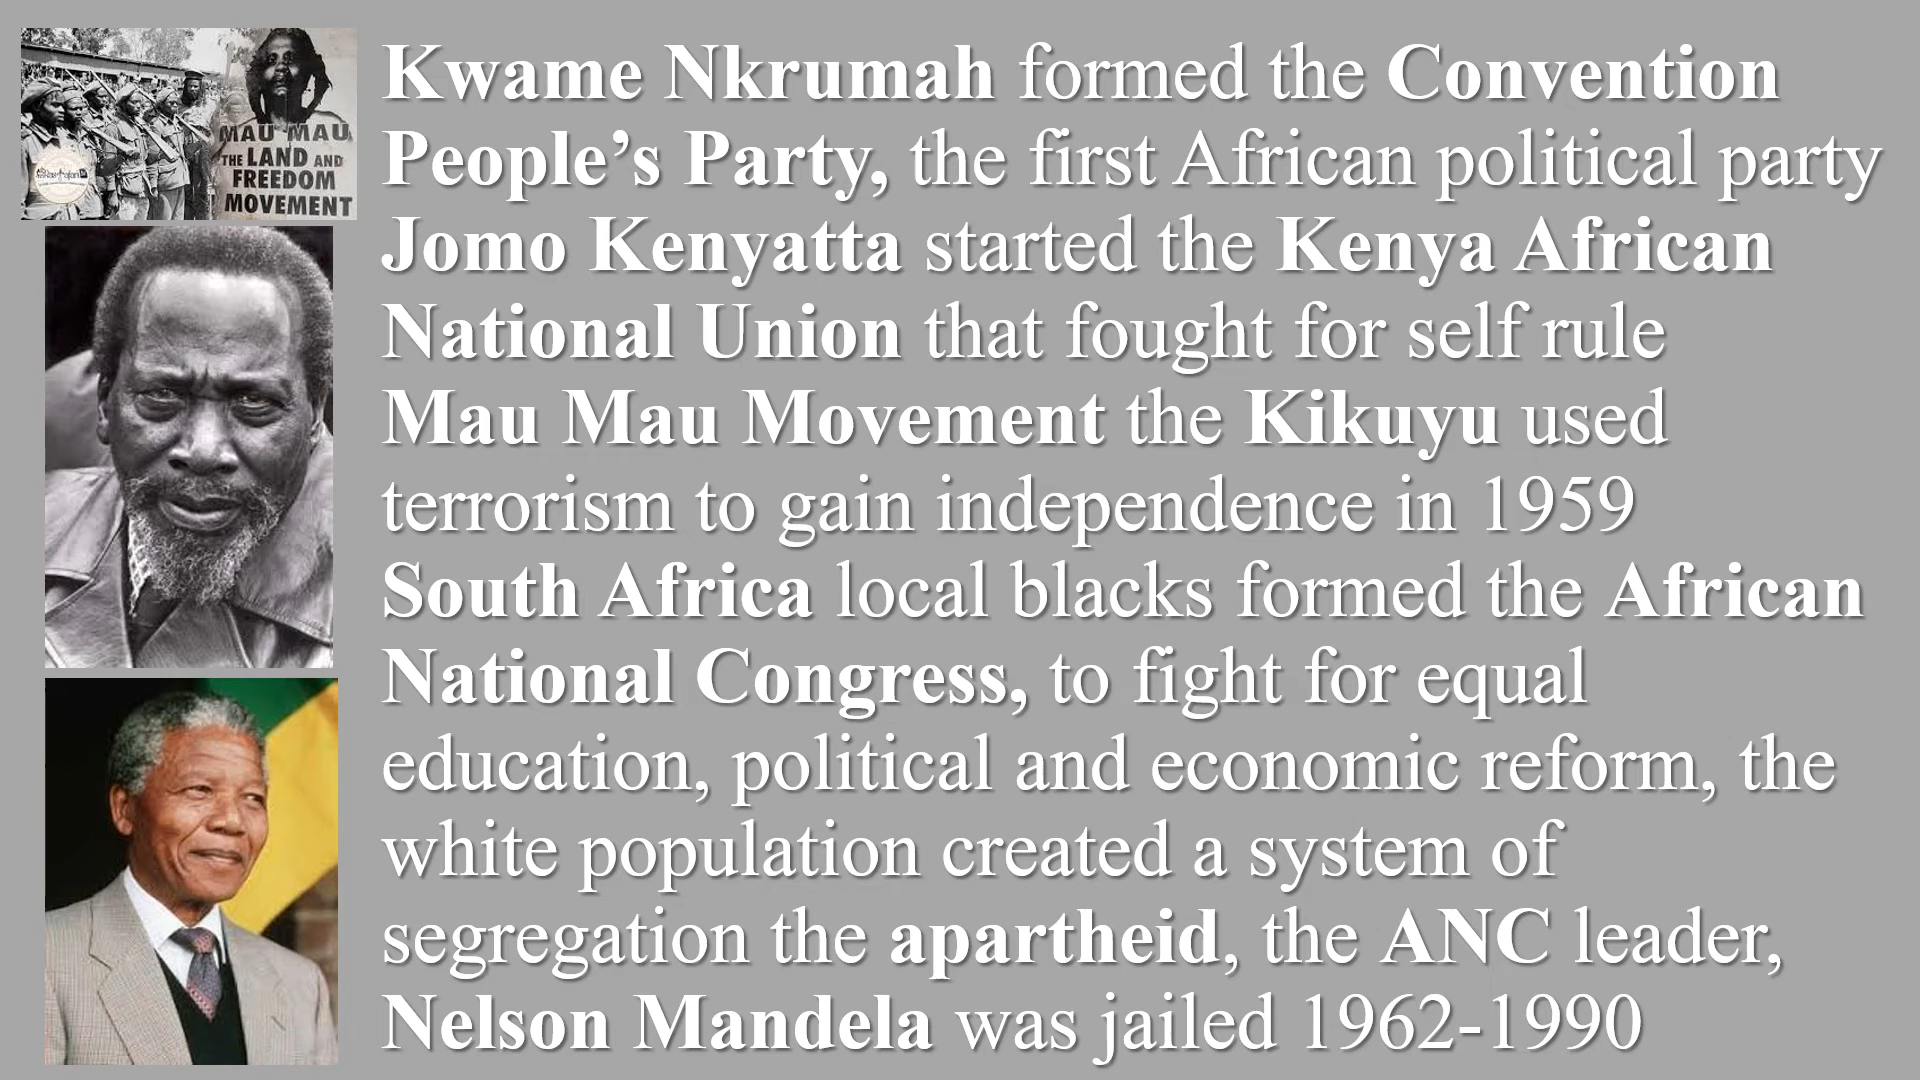 MAU MAU
THE LAND AND
FREEDOM
MOVEMENT
Kwame Nkrumah formed the Convention
People’s Party, the first African political party
Jomo Kenyatta started the Kenya African
National Union that fought for self rule
Mau Mau Movement the Kikuyu used
terrorism to gain independence in 1959
South Africa local blacks formed the African
National Congress, to fight for equal
education, political and economic reform, the
white population created a system of
segregation the apartheid, the ANC leader,
Nelson Mandela was jailed 1962-1990